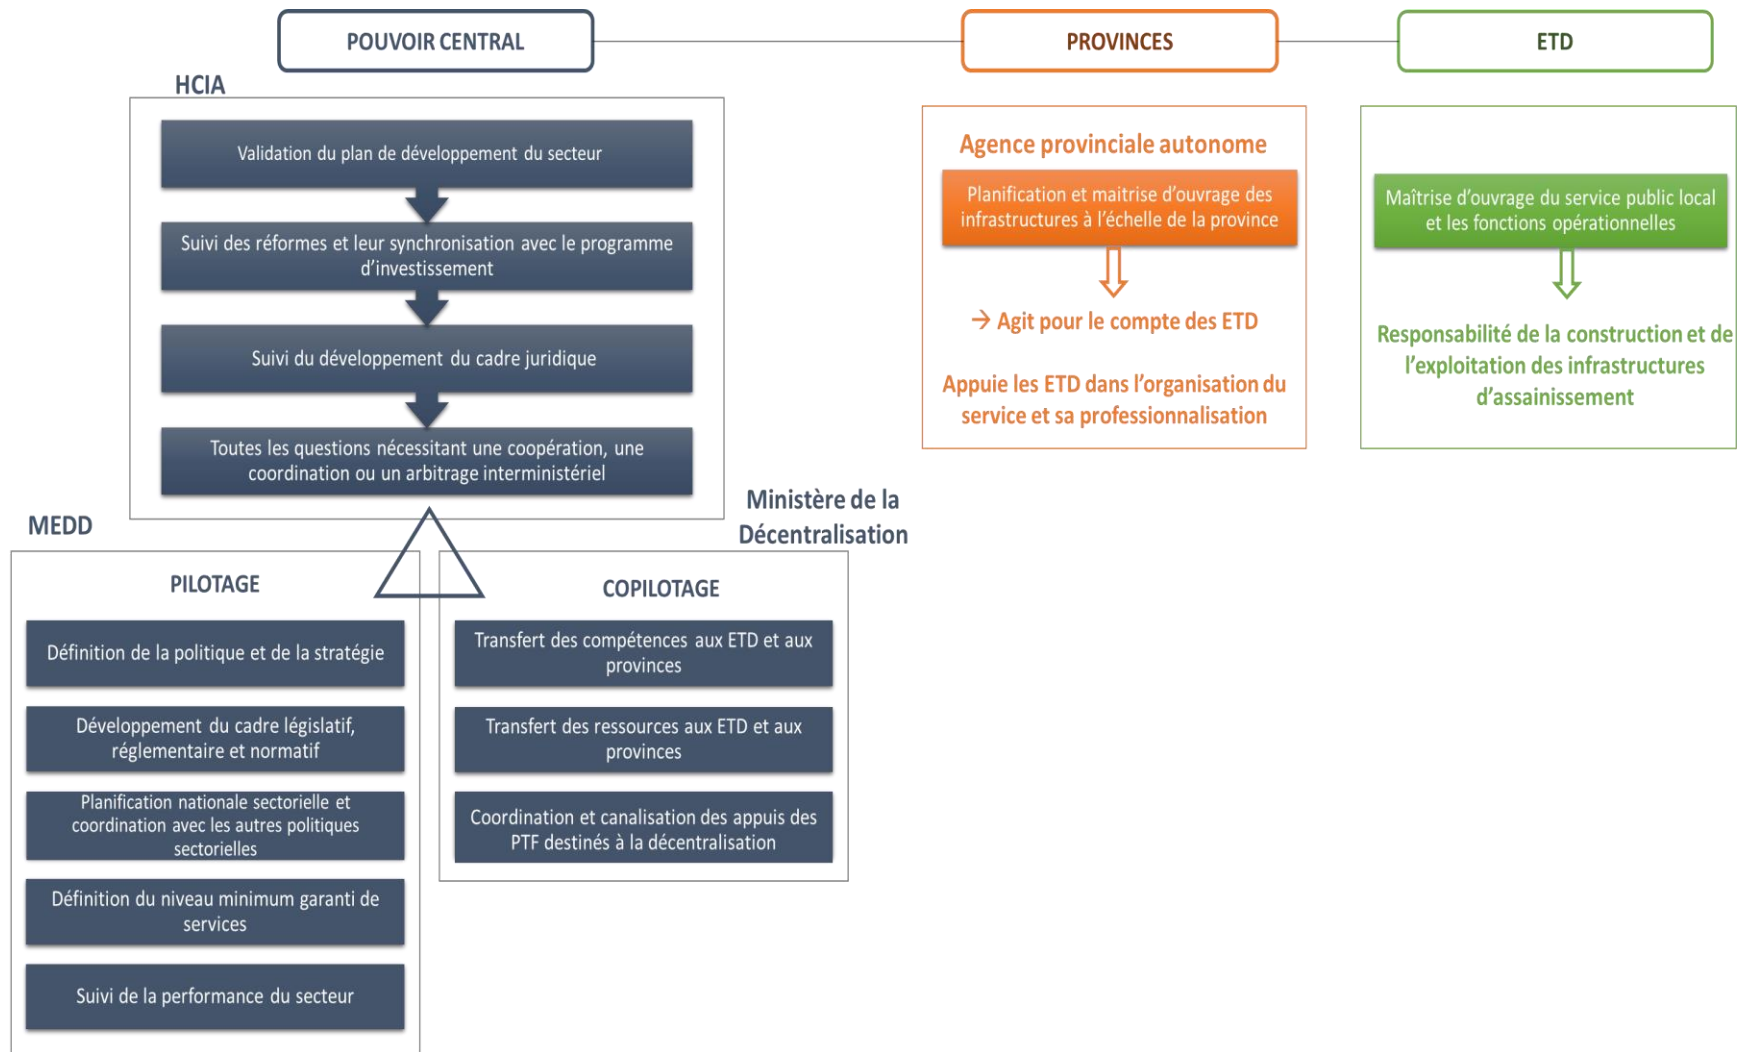 POUVOIR CENTRAL
PROVINCES
ETD
HCIA
Validation du plan de développement du secteur
Suivi des réformes et leur synchronisation avec le programme
d’investissement
Suivi du développement du cadre juridique
Toutes les questions nécessitant une coopération, une
coordination ou un arbitrage interministériel
Agence provinciale autonome
Planification et maitrise d’ouvrage des
infrastructures à l’échelle de la province
→ Agit pour le compte des ETD
Appuie les ETD dans l’organisation du
service et sa professionnalisation
Maîtrise d’ouvrage du service public local
et les fonctions opérationnelles
Responsabilité de la construction et de
l’exploitation des infrastructures
d’assainissement
MEDD
PILOTAGE
Définition de la politique et de la stratégie
Développement du cadre législatif,
réglementaire et normatif
Planification nationale sectorielle et
coordination avec les autres politiques
sectorielles
Définition du niveau minimum garanti de
services
Suivi de la performance du secteur
Ministère de la
Décentralisation
COPILOTAGE
Transfert des compétences aux ETD et aux
provinces
Transfert des ressources aux ETD et aux
provinces
Coordination et canalisation des appuis des
PTF destinés à la décentralisation